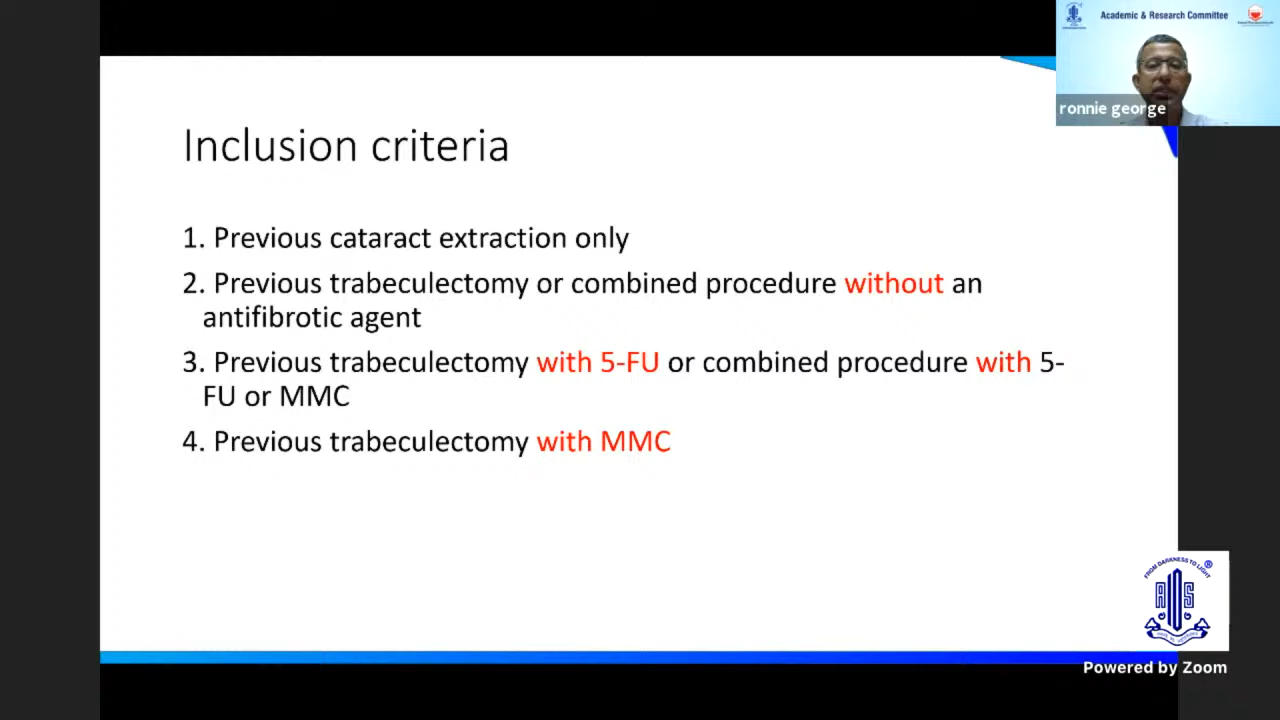 Academic & Research Committee
ronnie george
Inclusion criteria
1. Previous cataract extraction only
2. Previous trabeculectomy or combined procedure without an
antifibrotic agent
3. Previous trabeculectomy with 5-FU or combined procedure with 5-
FU or MMC
4. Previous trabeculectomy with MMC
FROM DARKNESS TO LIGHT ®
AIOS
Powered by Zoom